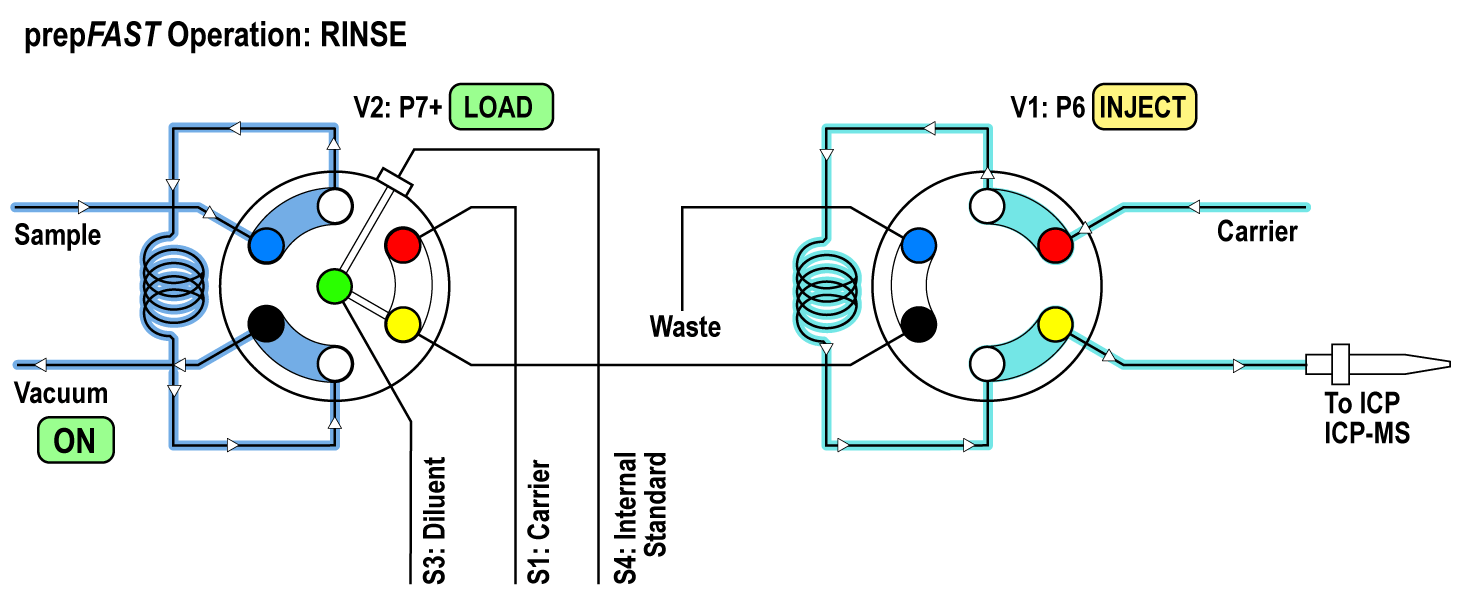 prepFAST Operation: RINSE
V2: P7+ LOAD
V1: P6 INJECT
Sample
Carrier
Waste
Vacuum
ON
To ICP
ICP-MS
S3: Diluent
S1: Carrier
S4: Internal
Standard